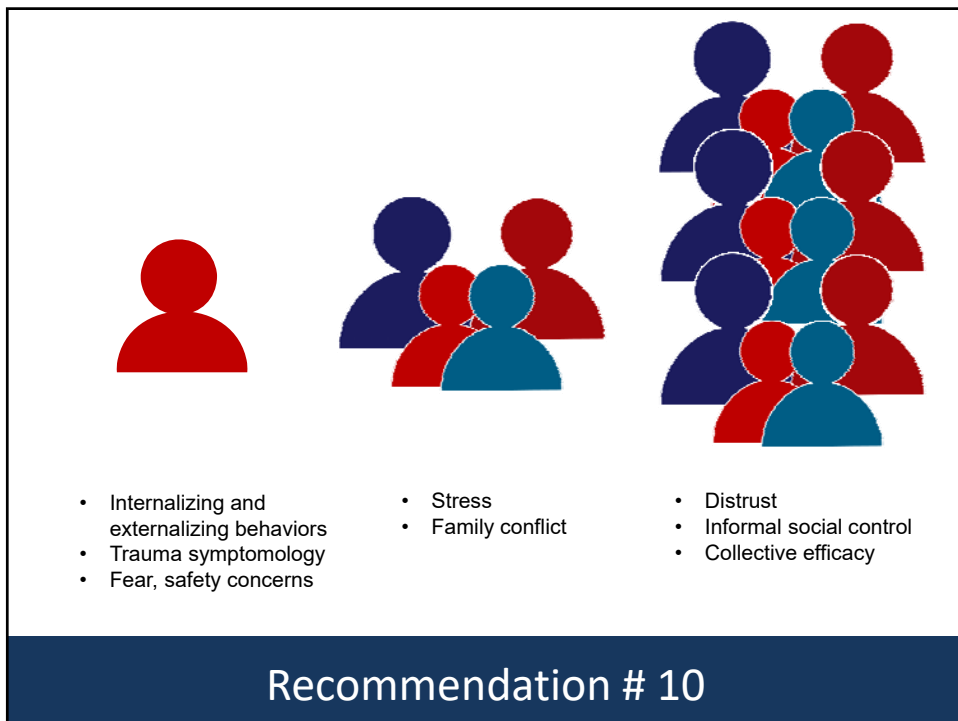 • Internalizing and
externalizing behaviors
• Trauma symptomology
• Fear, safety concerns
• Stress
• Family conflict
• Distrust
• Informal social control
• Collective efficacy
Recommendation # 10